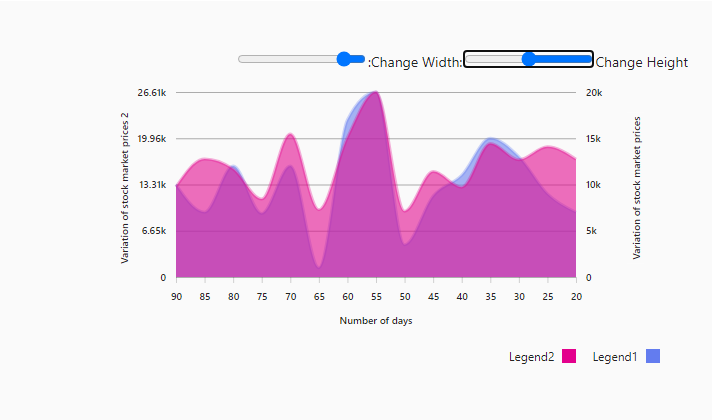 :Change Width: Change Height
Variation of stock market prices 2
26.61k
19.96k
13.31k
6.65k
0
20k
15k
10k
5k
0
Variation of stock market prices
90 85 80 75 70 65 60 55 50 45 40 35 30 25 20
Number of days
Legend2 Legend1